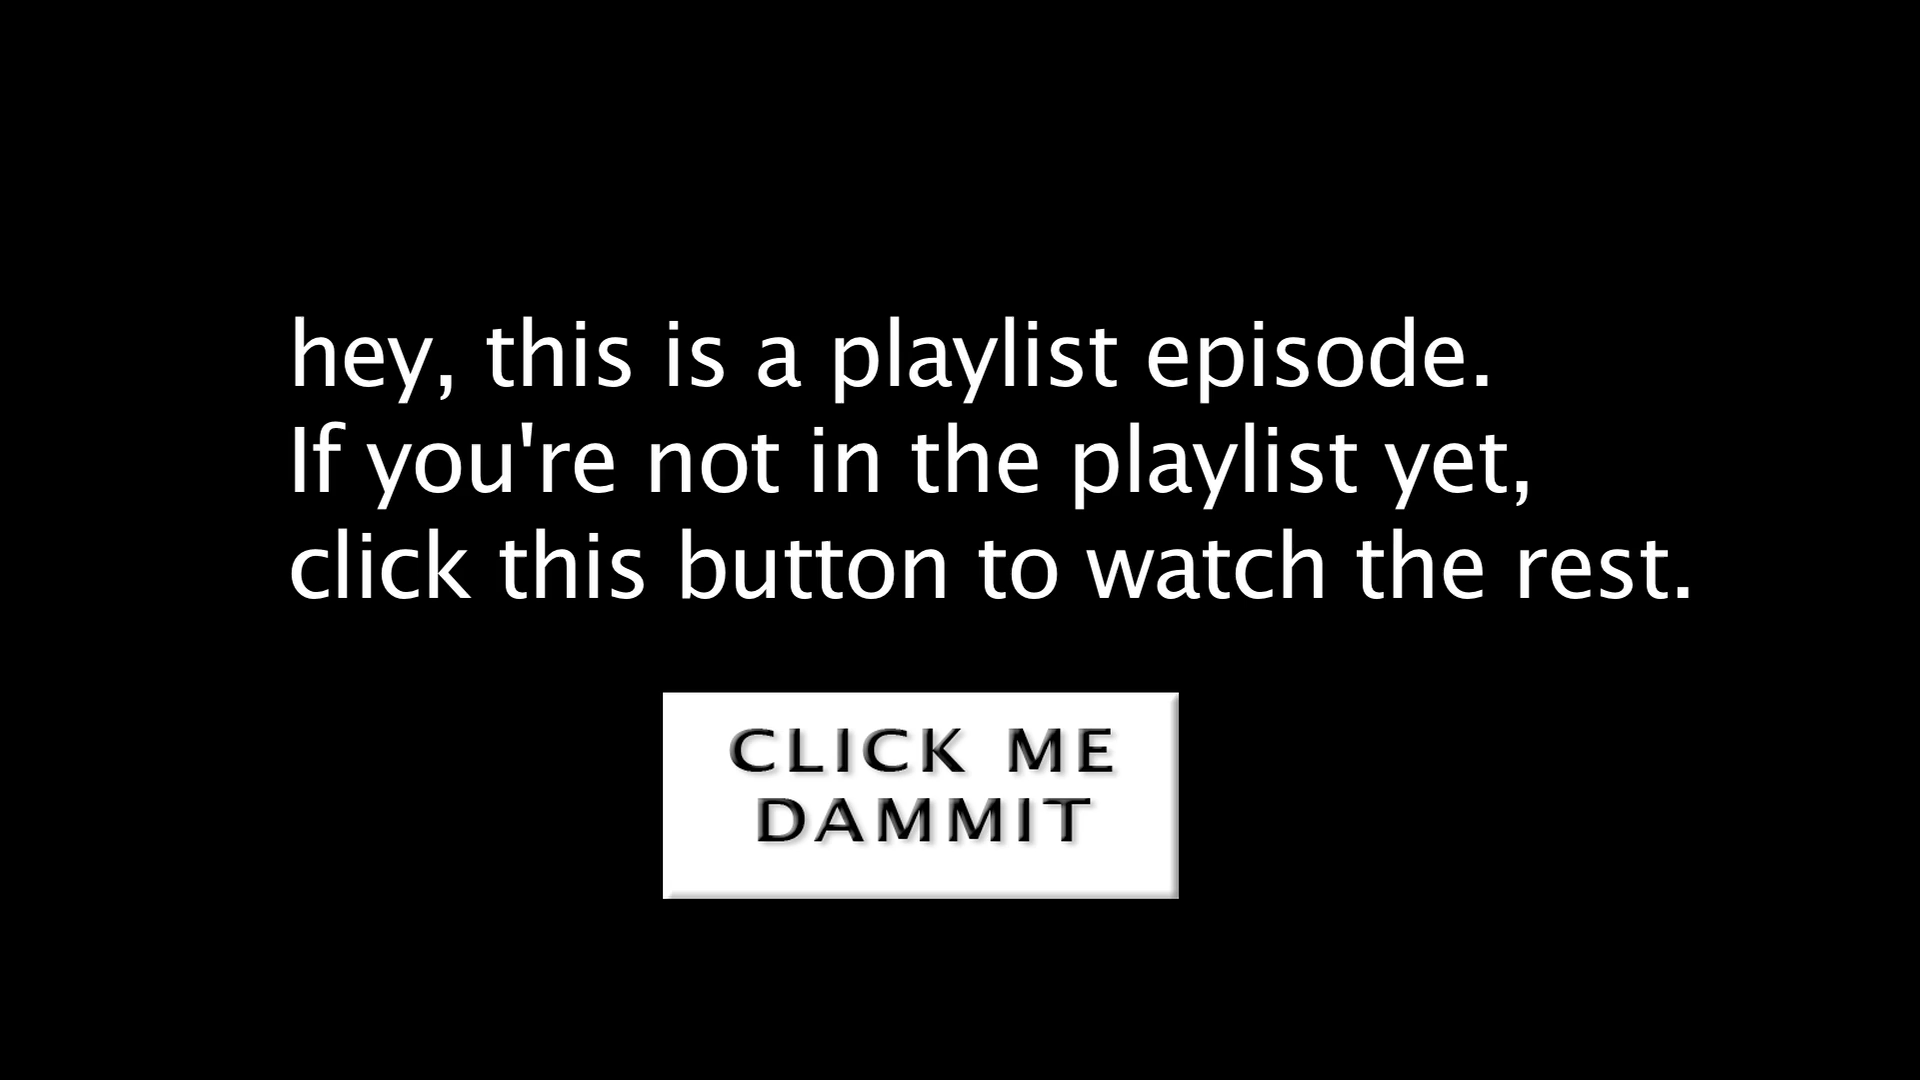 hey, this is a playlist episode.
If you're not in the playlist yet,
click this button to watch the rest.
CLICK ME
DAMMIT